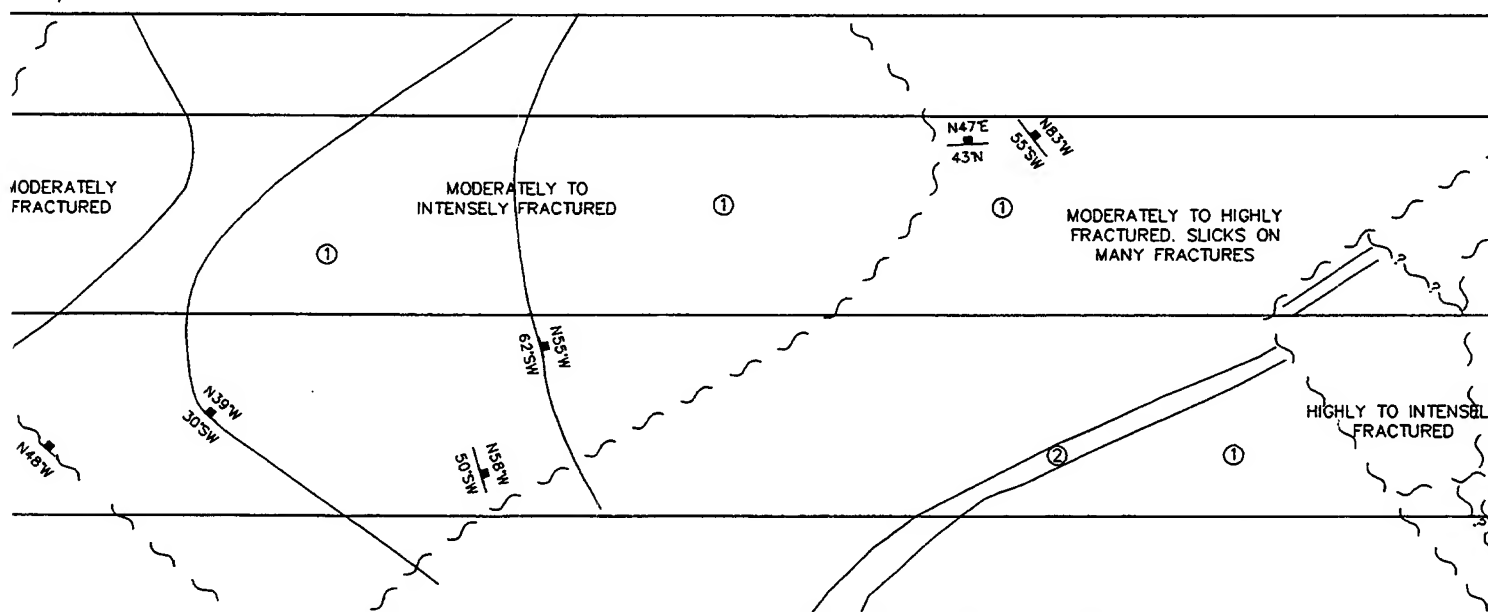 N47°E
43°N
N83°W
55°SW
MODERATELY
FRACTURED
MODERATELY TO
INTENSELY FRACTURED
①
①
①
MODERATELY TO HIGHLY
FRACTURED. SLICKS ON
MANY FRACTURES
?
?
N55°W
62°SW
N39°W
30°SW
N48°W
N58°W
50°SW
②
①
HIGHLY TO INTENSEL
FRACTURED
?